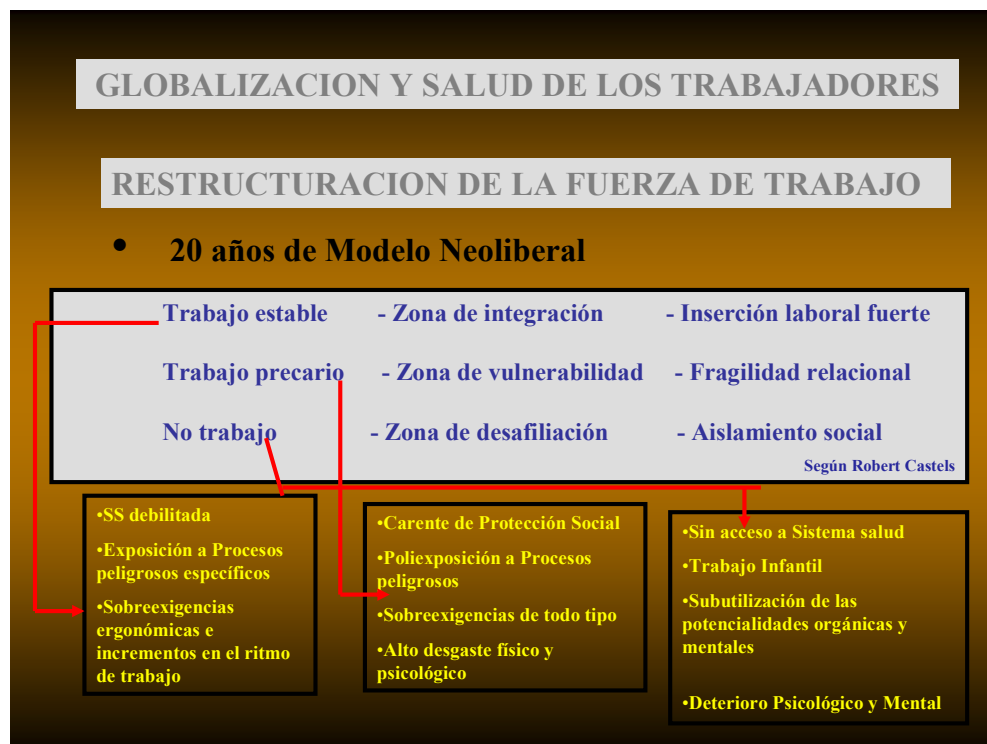 GLOBALIZACION Y SALUD DE LOS TRABAJADORES
RESTRUCTURACION DE LA FUERZA DE TRABAJO
• 20 años de Modelo Neoliberal
Trabajo estable - Zona de integración - Inserción laboral fuerte
Trabajo precario - Zona de vulnerabilidad - Fragilidad relacional
No trabajo - Zona de desafiliación - Aislamiento social
Según Robert Castels
•SS debilitada
•Exposición a Procesos
peligrosos específicos
•Sobreexigencias
ergonómicas e
incrementos en el ritmo
de trabajo
•Carente de Protección Social
•Poliexposición a Procesos
peligrosos
•Sobreexigencias de todo tipo
•Alto desgaste físico y
psicológico
•Sin acceso a Sistema salud
•Trabajo Infantil
•Subutilización de las
potencialidades orgánicas y
mentales
•Deterioro Psicológico y Mental